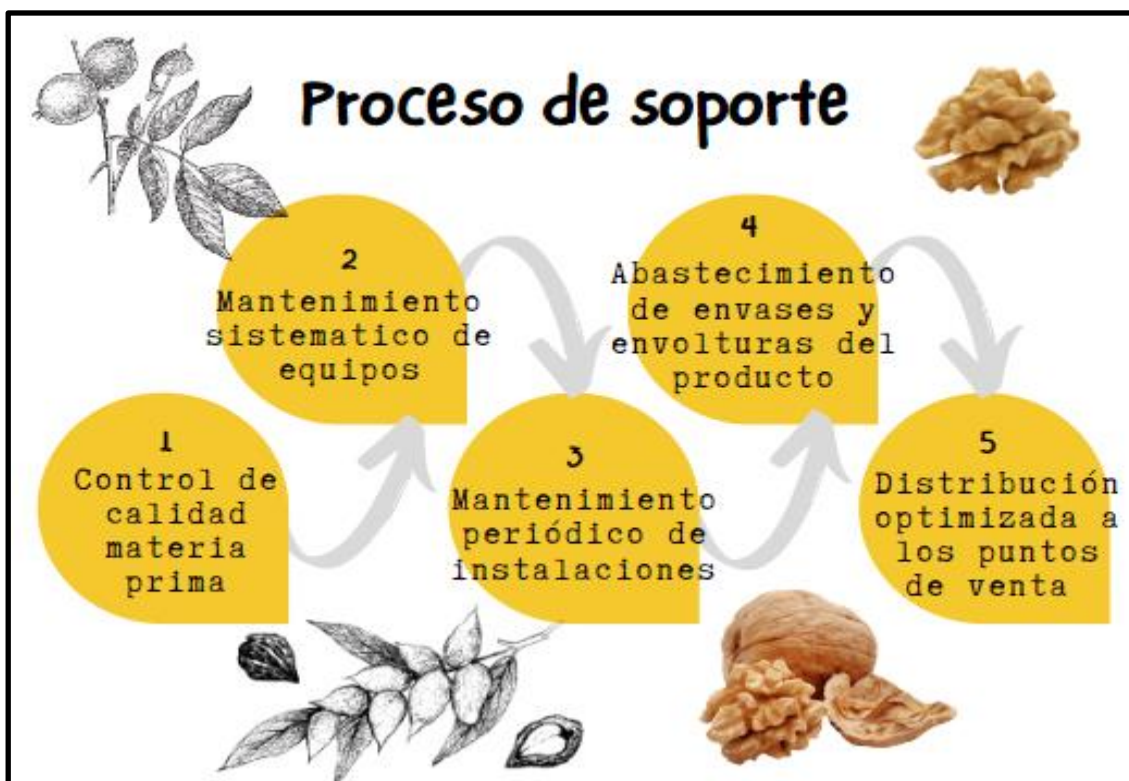 Proceso de soporte
1
Control de
calidad
materia
prima
2
Mantenimiento
sistematico de
equipos
3
Mantenimiento
periódico de
instalaciones
4
Abastecimiento
de envases y
envolturas del
producto
5
Distribución
optimizada a
los puntos
de venta